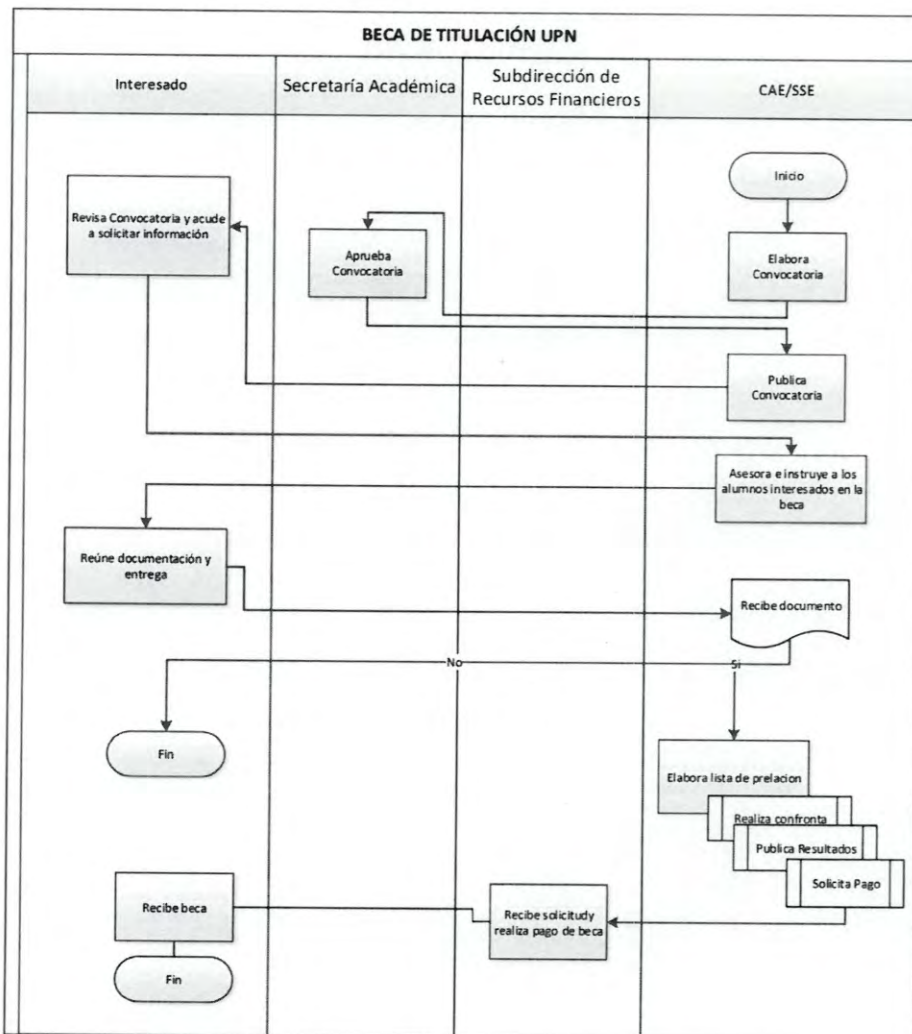 BECA DE TITULACIÓN UPN
Interesado
Secretaría Académica
Subdirección de
Recursos Financieros
CAE/SSE
Inicio
Revisa Convocatoria y acude
a solicitar información
Aprueba
Convocatoria
Elabora
Convocatoria
Publica
Convocatoria
Asesora e instruye a los
alumnos interesados en la
beca
Reúne documentación y
entrega
Recibe documento
No
Si
Fin
Elabora lista de prelacion
Realiza confronta
Publica Resultados
Solicita Pago
Recibe beca
Recibe solicitudy
realiza pago de beca
Fin